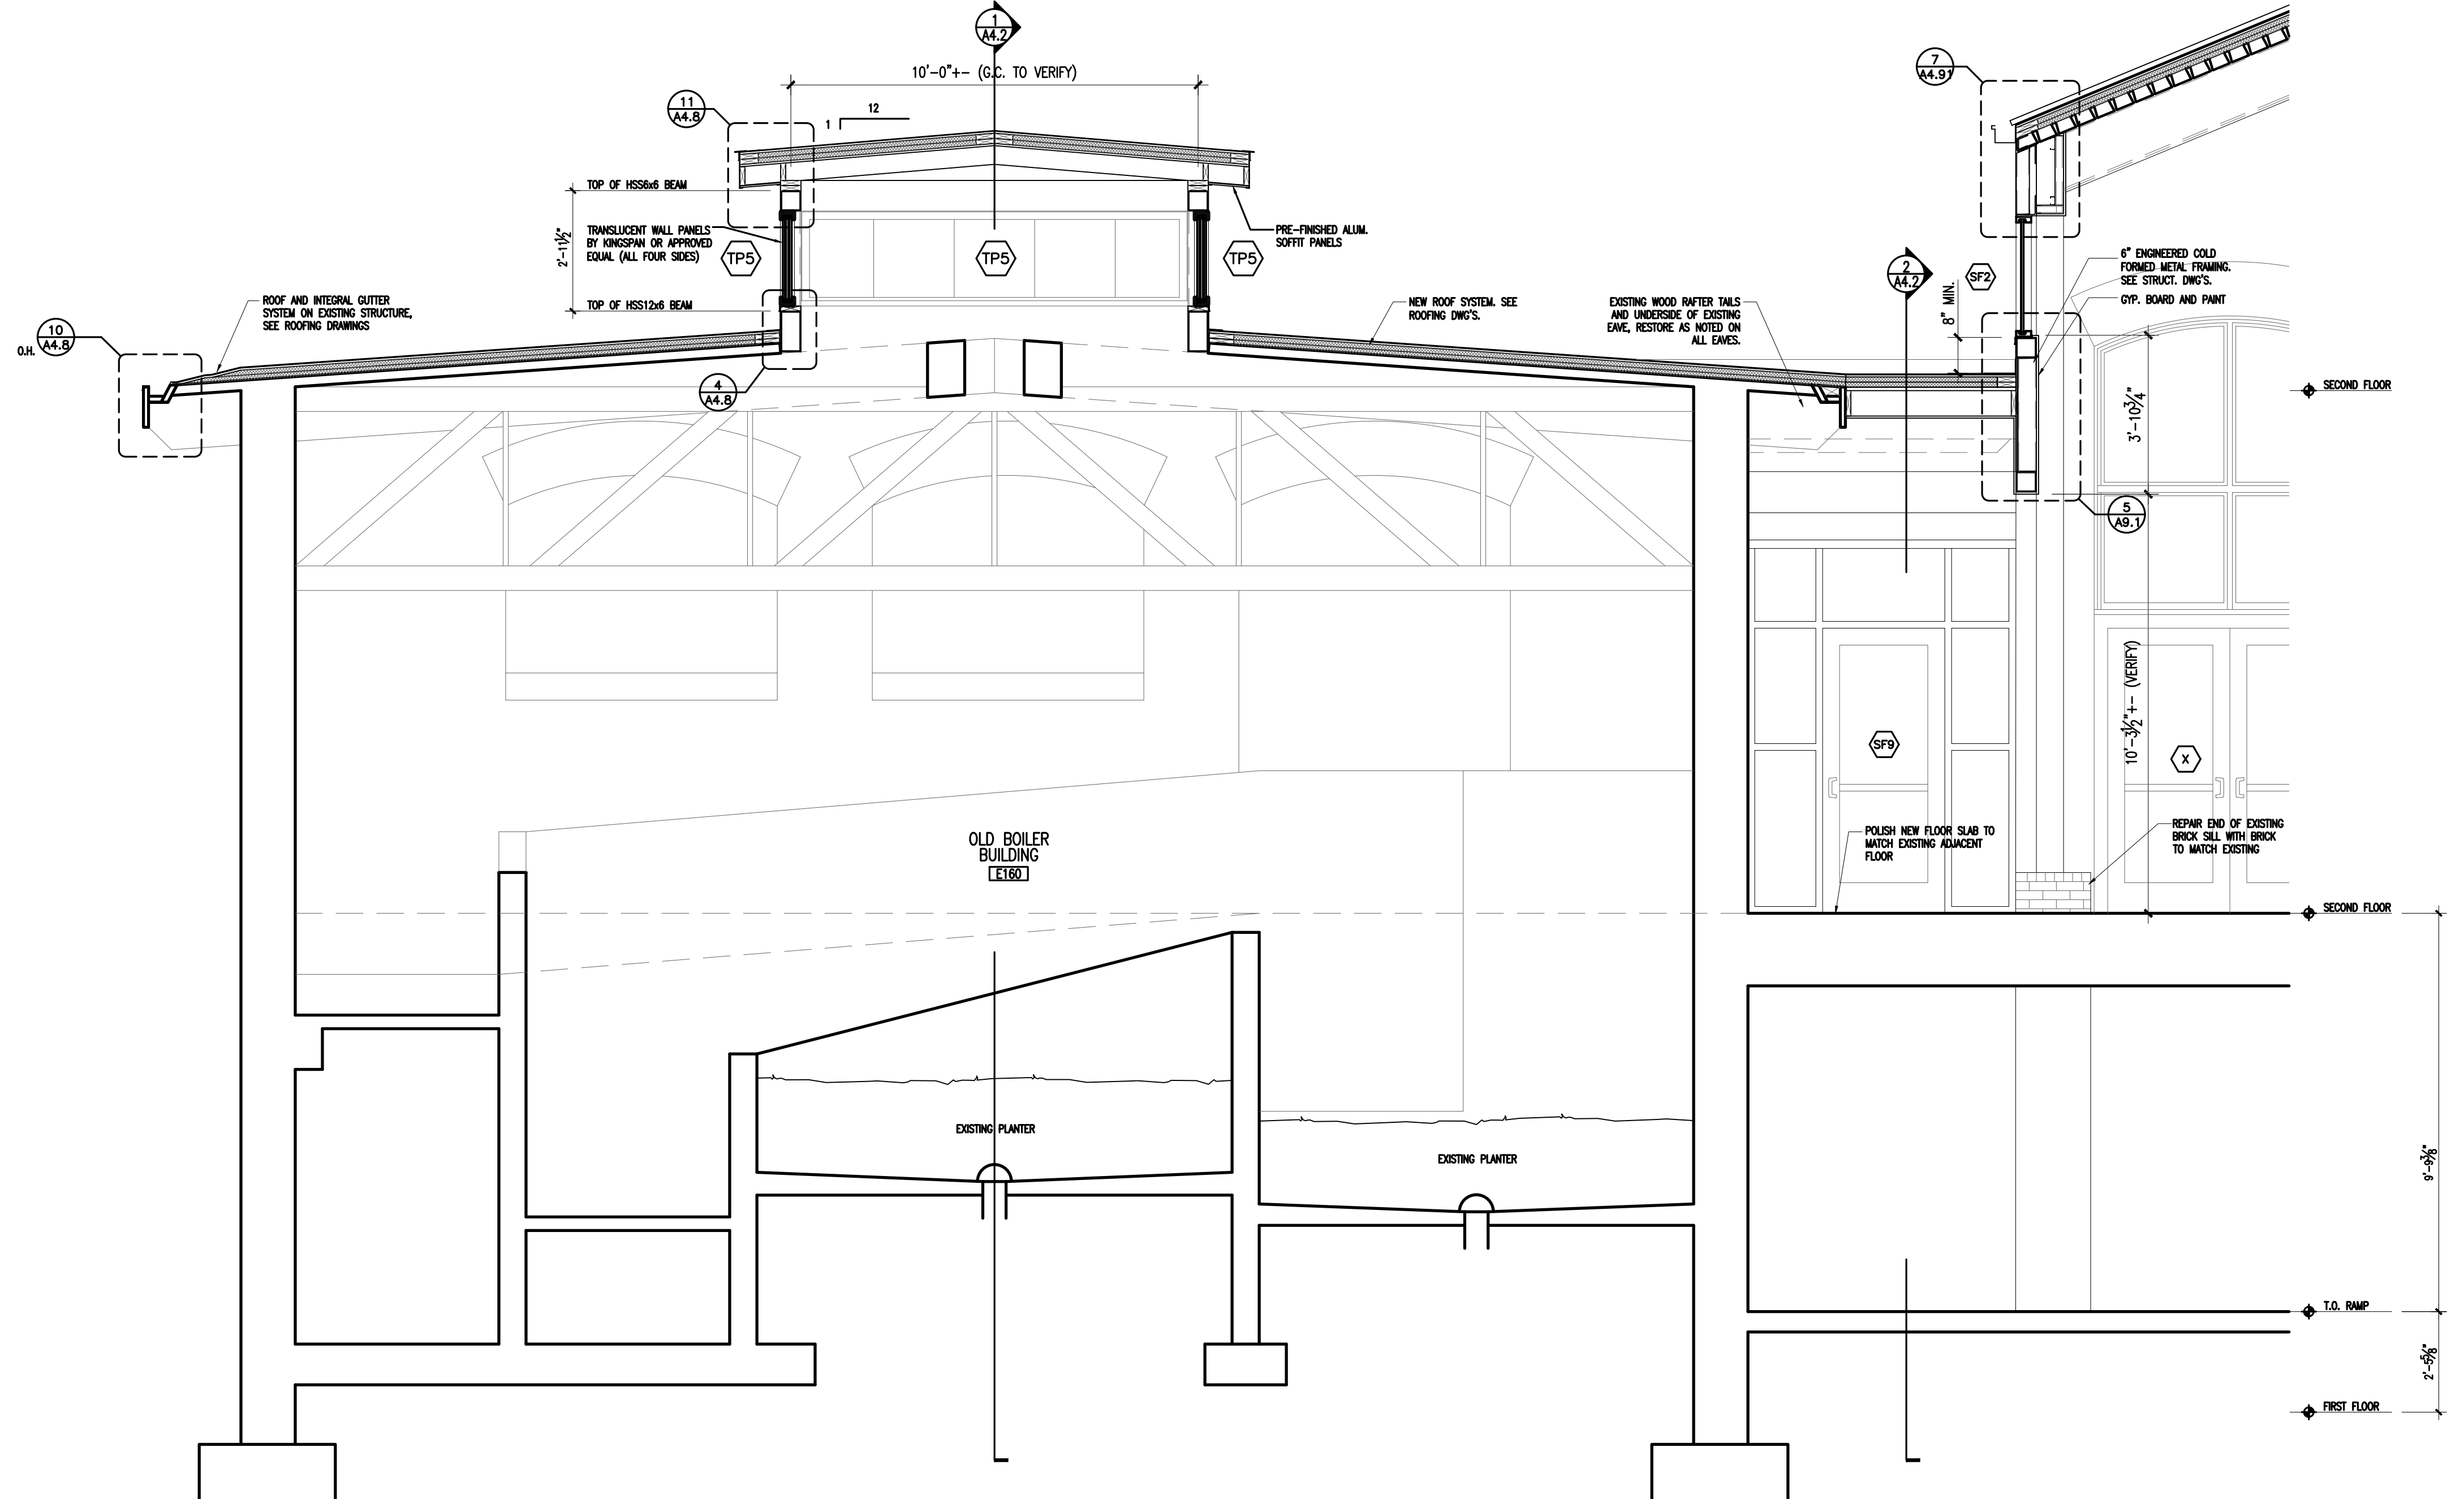 1
A4.2
10'-0"+- (G.C. TO VERIFY)
7
A4.91
11
A4.8
12
1
TOP OF HSS6x6 BEAM
2'-11½"
TRANSLUCENT WALL PANELS
BY KINGSPAN OR APPROVED
EQUAL (ALL FOUR SIDES)
TP5
TP5
TP5
PRE-FINISHED ALUM.
SOFFIT PANELS
2
A4.2
SF2
6" ENGINEERED COLD
FORMED METAL FRAMING.
SEE STRUCT. DWG'S.
GYP. BOARD AND PAINT
8" MIN.
ROOF AND INTEGRAL GUTTER
SYSTEM ON EXISTING STRUCTURE,
SEE ROOFING DRAWINGS
TOP OF HSS12x6 BEAM
NEW ROOF SYSTEM. SEE
ROOFING DWG'S.
EXISTING WOOD RAFTER TAILS
AND UNDERSIDE OF EXISTING
EAVE, RESTORE AS NOTED ON
ALL EAVES.
O.H.
10
A4.8
4
A4.8
SECOND FLOOR
3'-10¾"
5
A9.1
10'-3½"+- (VERIFY)
SF9
X
OLD BOILER
BUILDING
E160
POLISH NEW FLOOR SLAB TO
MATCH EXISTING ADJACENT
FLOOR
REPAIR END OF EXISTING
BRICK SILL WITH BRICK
TO MATCH EXISTING
SECOND FLOOR
EXISTING PLANTER
EXISTING PLANTER
9'-9⅜"
T.O. RAMP
2'-5⅝"
FIRST FLOOR